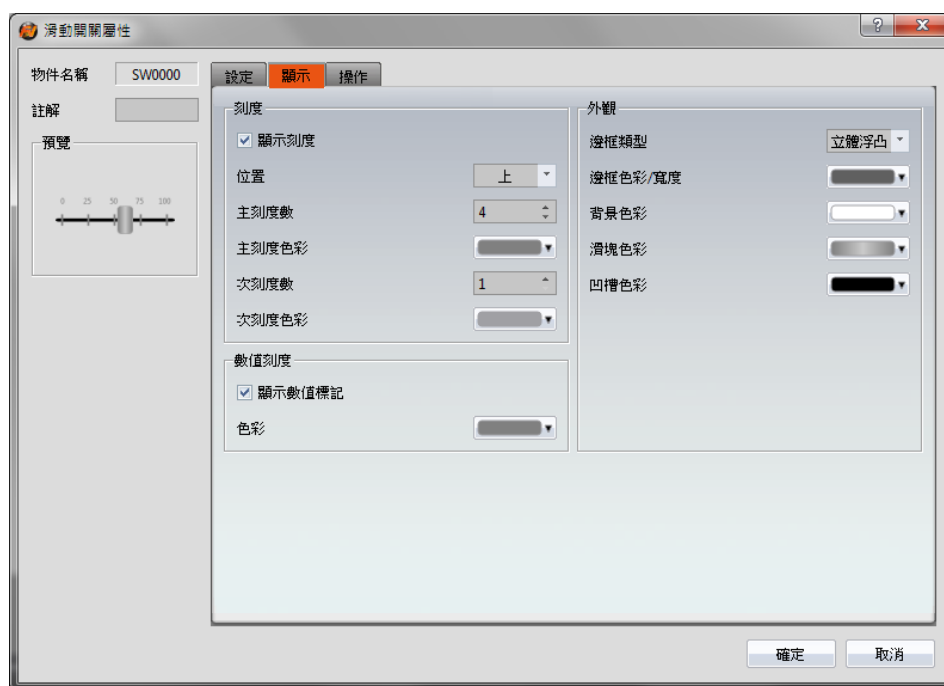 滑動開關屬性
物件名稱 SW0000
註解
預覽
0 25 50 75 100
設定 顯示 操作
刻度
顯示刻度
位置 上
主刻度數 4
主刻度色彩
次刻度數 1
次刻度色彩
數值刻度
顯示數值標記
色彩
外觀
邊框類型 立體浮凸
邊框色彩/寬度
背景色彩
滑塊色彩
凹槽色彩
確定 取消